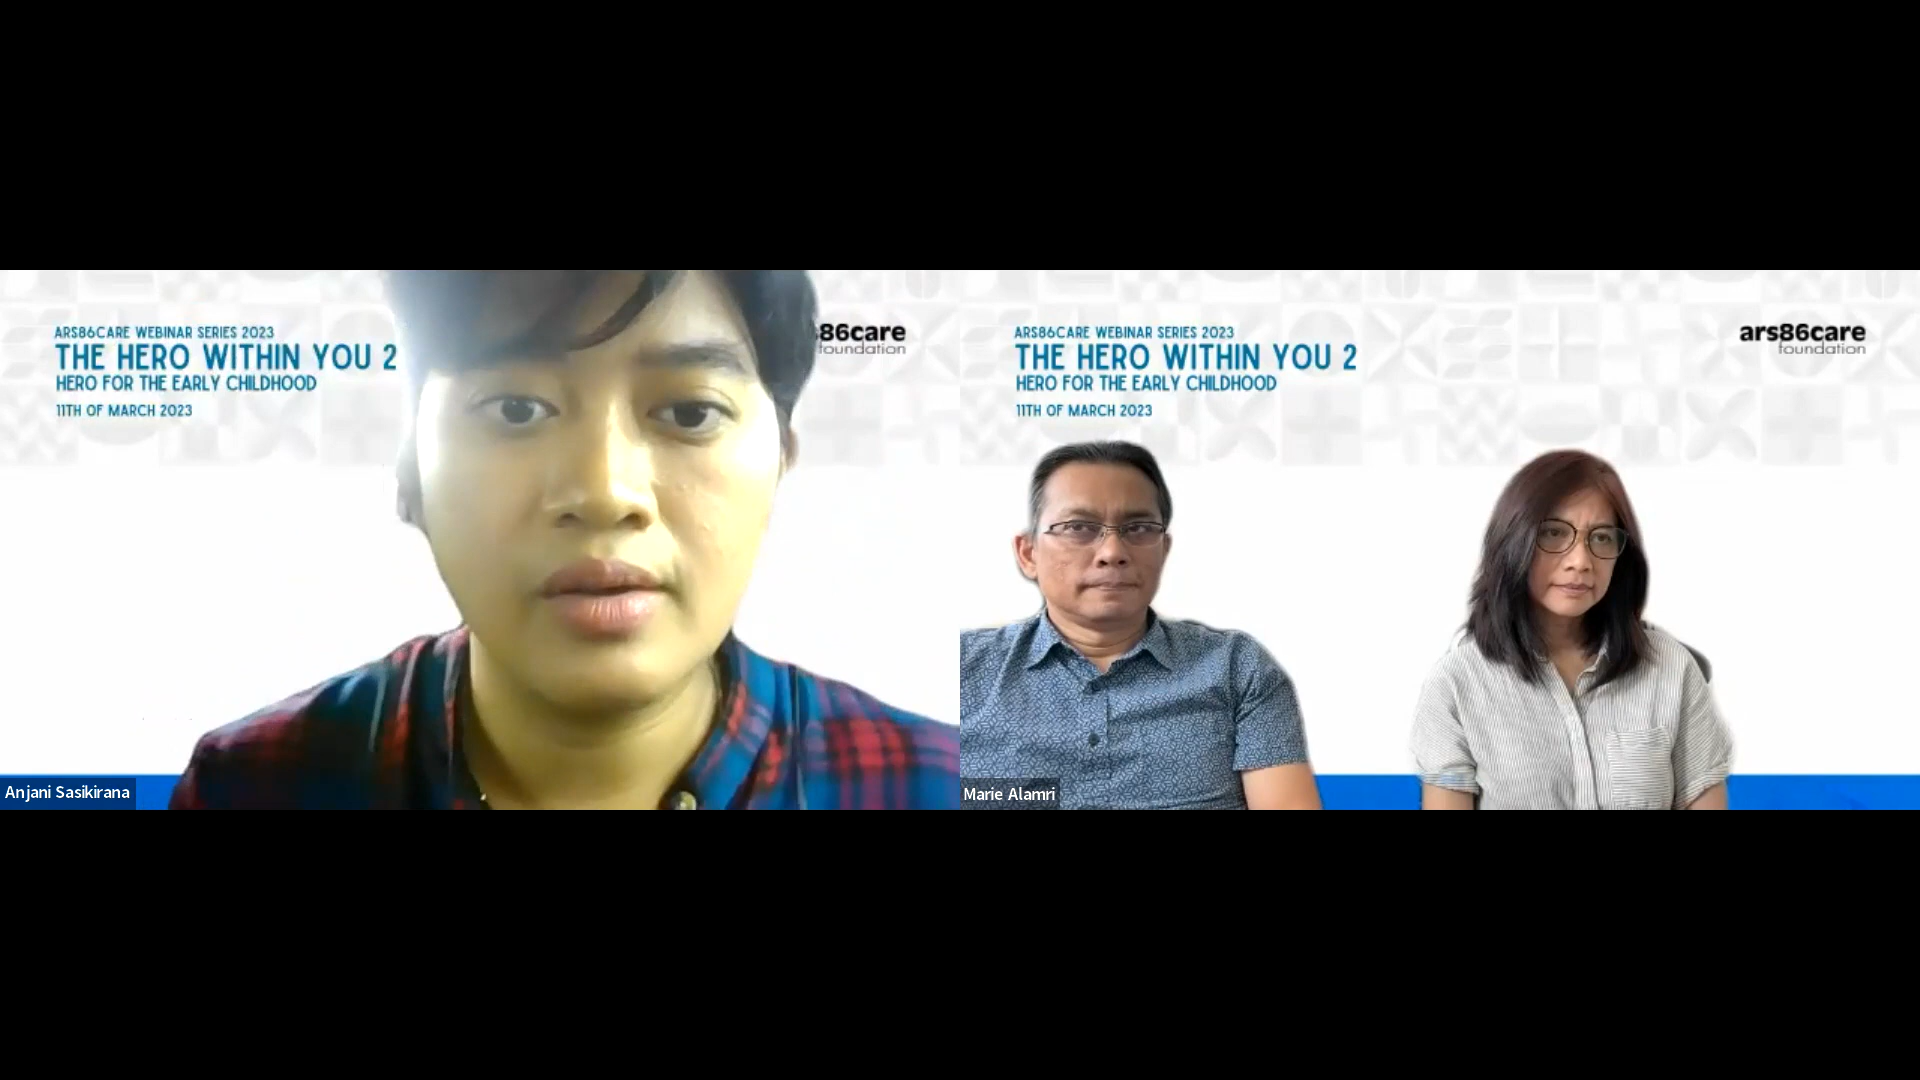 ARS86CARE WEBINAR SERIES 2023
THE HERO WITHIN YOU 2
HERO FOR THE EARLY CHILDHOOD
11TH OF MARCH 2023
86care
foundation
Anjani Sasikirana
ARS86CARE WEBINAR SERIES 2023
THE HERO WITHIN YOU 2
HERO FOR THE EARLY CHILDHOOD
11TH OF MARCH 2023
ars86care
foundation
Marie Alamri